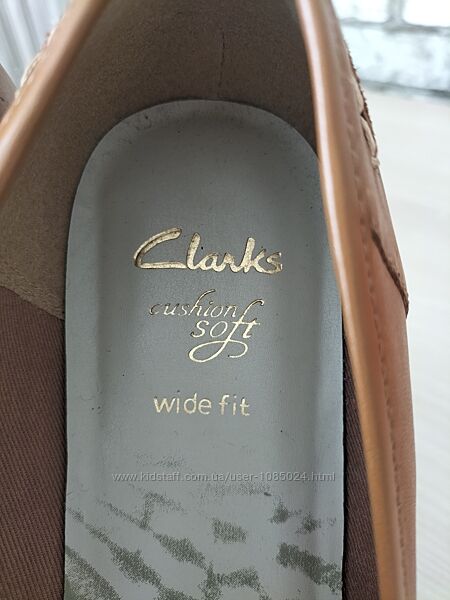 Clarks
cushion
soft
wide fit
www.kidstaff.com.ua/user-1085024.html